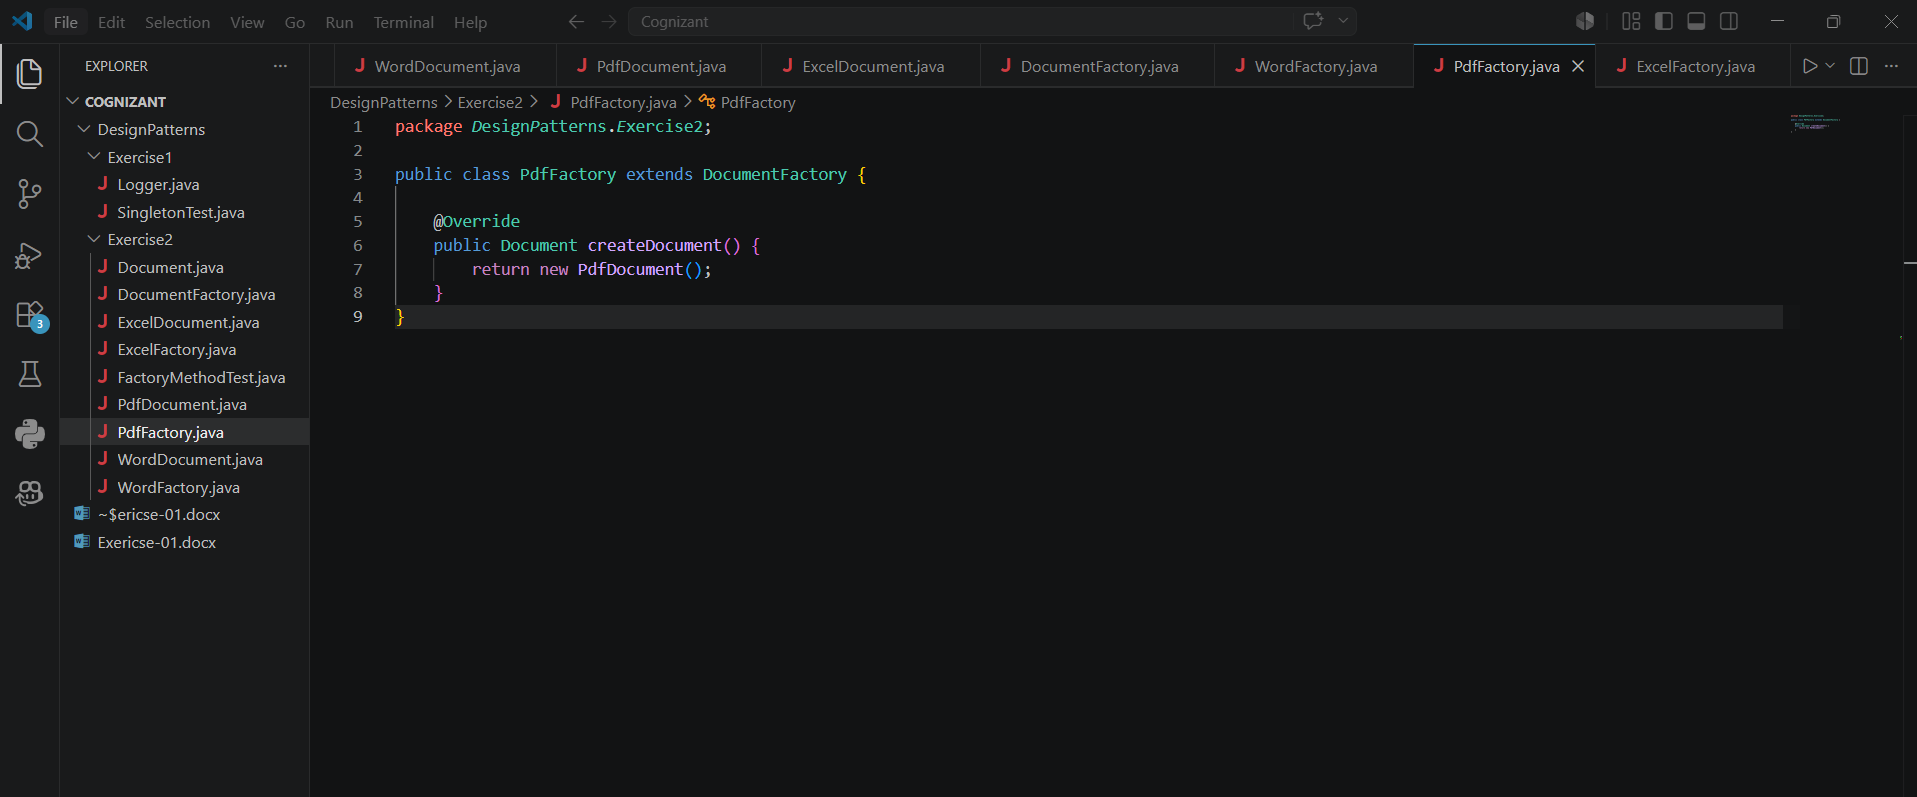 File Edit Selection View Go Run Terminal Help Cognizant
EXPLORER
WordDocument.java PdfDocument.java ExcelDocument.java DocumentFactory.java WordFactory.java PdfFactory.java ExcelFactory.java
COGNIZANT
DesignPatterns
Exercise1
Logger.java
SingletonTest.java
Exercise2
Document.java
DocumentFactory.java
ExcelDocument.java
ExcelFactory.java
FactoryMethodTest.java
PdfDocument.java
PdfFactory.java
WordDocument.java
WordFactory.java
~$ericse-01.docx
Exericse-01.docx
3
DesignPatterns > Exercise2 > PdfFactory.java > PdfFactory
1 package DesignPatterns.Exercise2;
2
3 public class PdfFactory extends DocumentFactory {
4
5 @Override
6 public Document createDocument() {
7 return new PdfDocument();
8 }
9 }